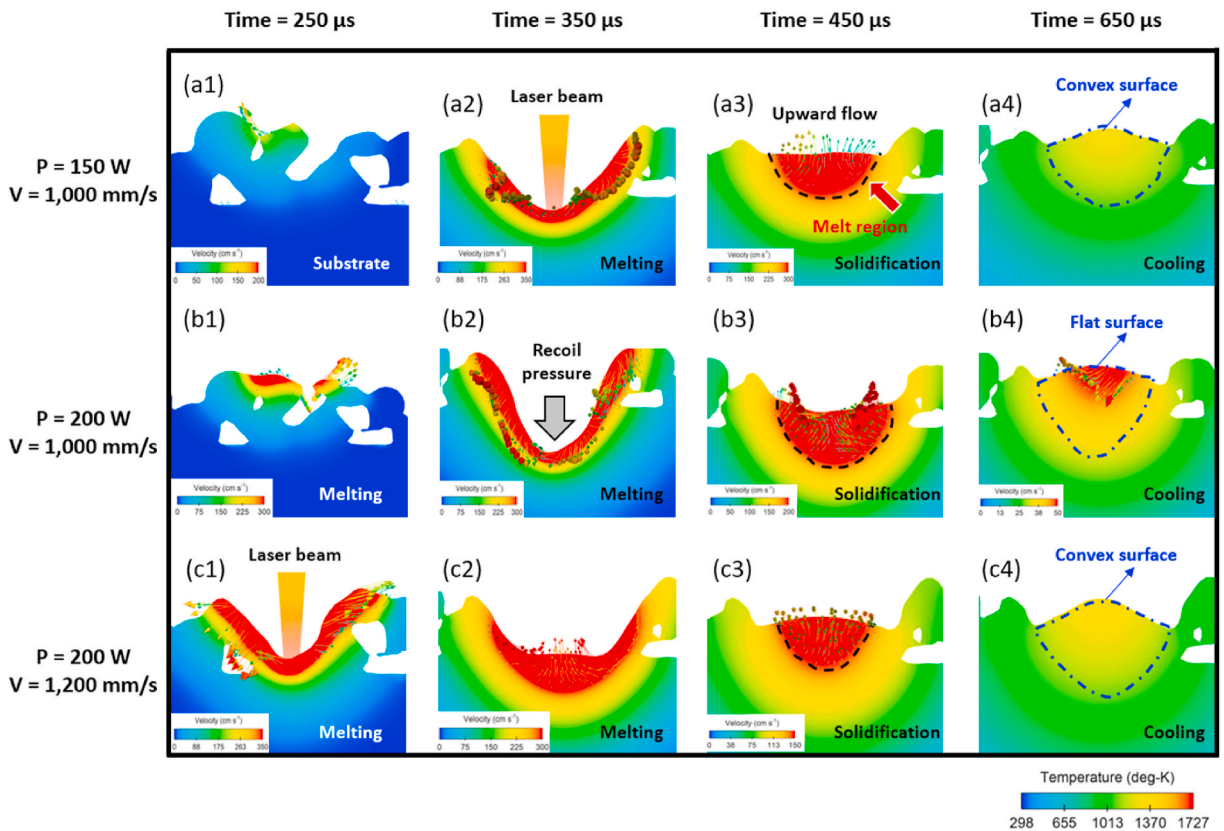 Time = 250 µs
Time = 350 µs
Time = 450 µs
Time = 650 µs
P = 150 W
V = 1,000 mm/s
(a1)
Substrate
Velocity (cm s⁻¹)
0 50 100 150 200
(a2)
Laser beam
Melting
Velocity (cm s⁻¹)
0 88 175 263 350
(a3)
Upward flow
Melt region
Solidification
Velocity (cm s⁻¹)
0 75 150 225 300
(a4)
Convex surface
Cooling
P = 200 W
V = 1,000 mm/s
(b1)
Melting
Velocity (cm s⁻¹)
0 75 150 225 300
(b2)
Recoil
pressure
Melting
Velocity (cm s⁻¹)
0 75 150 225 300
(b3)
Solidification
Velocity (cm s⁻¹)
0 50 100 150 200
(b4)
Flat surface
Cooling
Velocity (cm s⁻¹)
0 13 25 38 50
P = 200 W
V = 1,200 mm/s
(c1)
Laser beam
Melting
Velocity (cm s⁻¹)
0 88 175 263 350
(c2)
Melting
Velocity (cm s⁻¹)
0 75 150 225 300
(c3)
Solidification
Velocity (cm s⁻¹)
0 38 75 113 150
(c4)
Convex surface
Cooling
Temperature (deg-K)
298 655 1013 1370 1727